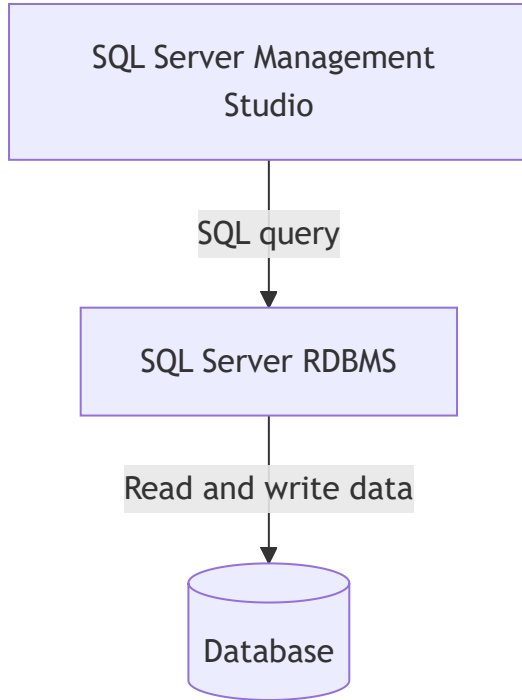 SQL Server Management
Studio
SQL query
SQL Server RDBMS
Read and write data
Database